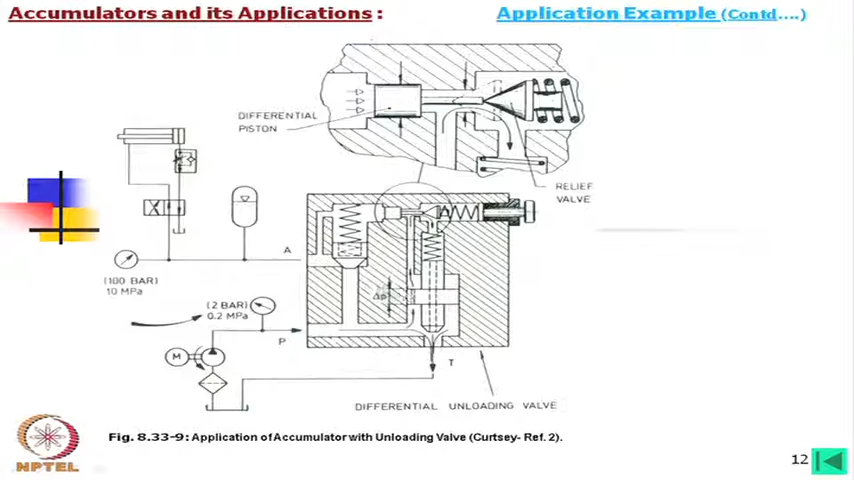 Accumulators and its Applications :
Application Example (Contd....)
DIFFERENTIAL
PISTON
RELIEF
VALVE
A
(100 BAR)
10 MPa
(2 BAR)
0.2 MPa
Δp
P
M
T
DIFFERENTIAL UNLOADING VALVE
Fig. 8.33-9: Application of Accumulator with Unloading Valve (Curtsey- Ref. 2).
NPTEL
12